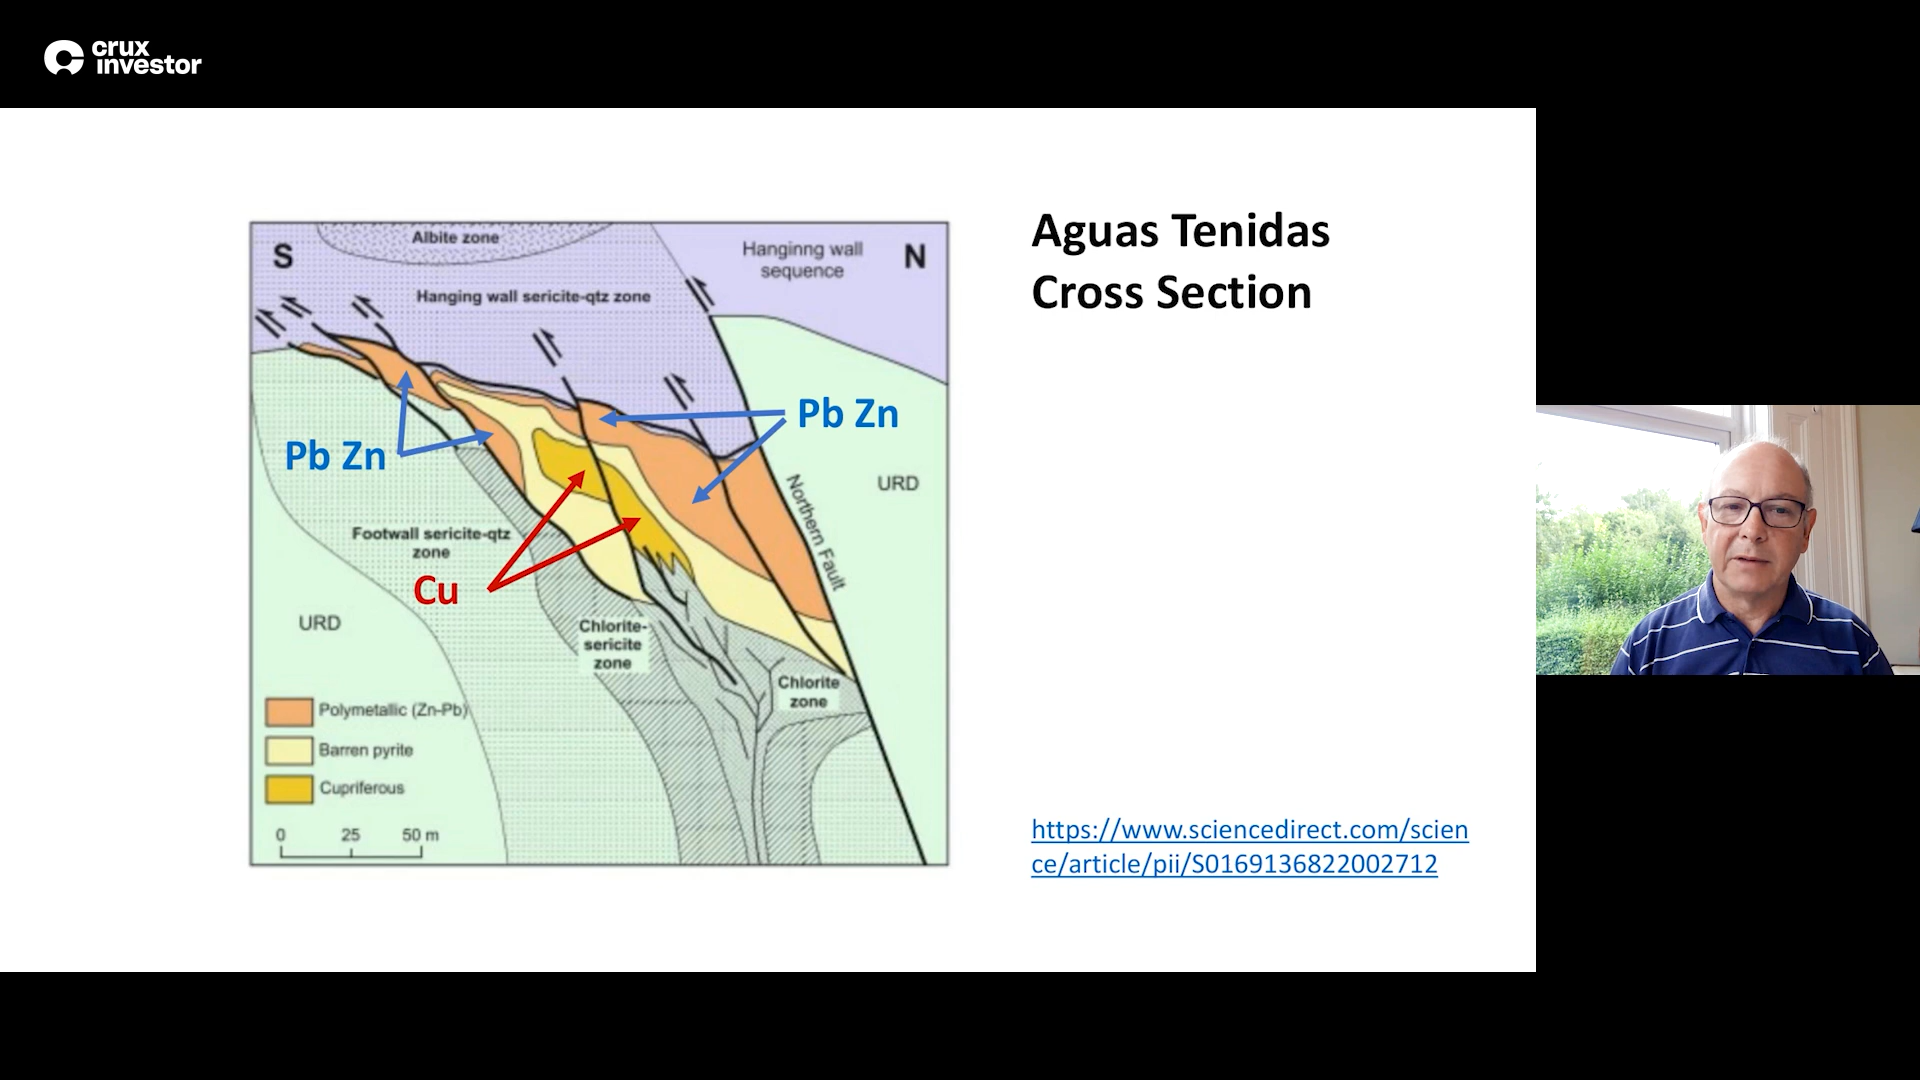 crux
investor
Aguas Tenidas
Cross Section
S
Albite zone
Hanginng wall
sequence
N
Hanging wall sericite-qtz zone
Pb Zn
Pb Zn
URD
Northern Fault
Footwall sericite-qtz
zone
Cu
URD
Chlorite-
sericite
zone
Chlorite
zone
Polymetallic (Zn-Pb)
Barren pyrite
Cupriferous
0 25 50 m
https://www.sciencedirect.com/scien
ce/article/pii/S0169136822002712